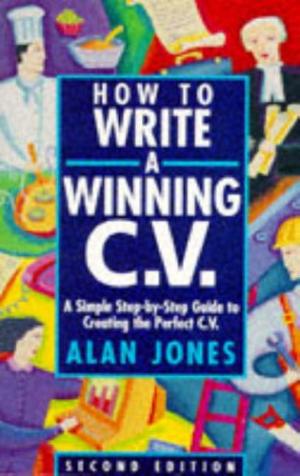 HOW TO
WRITE
A
WINNING
C.V.
A Simple Step-by-Step Guide to
Creating the Perfect C.V.
ALAN JONES
SECOND EDITION